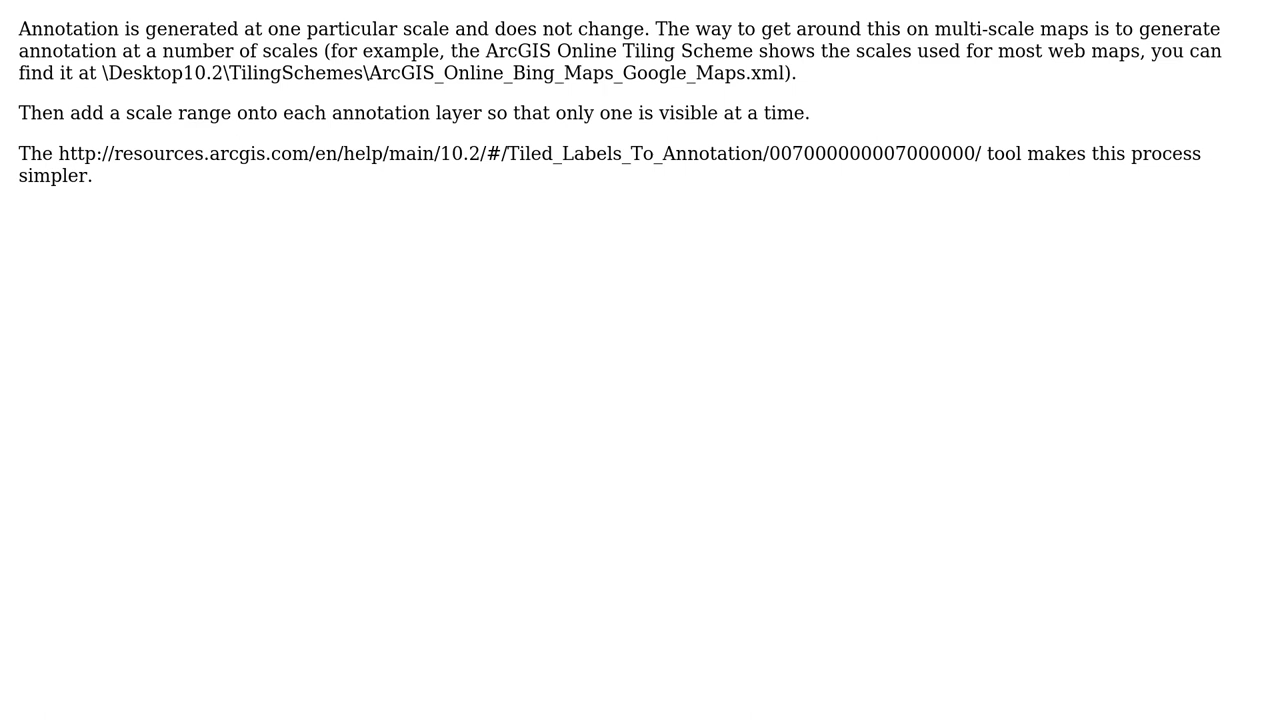 Annotation is generated at one particular scale and does not change. The way to get around this on multi-scale maps is to generate
annotation at a number of scales (for example, the ArcGIS Online Tiling Scheme shows the scales used for most web maps, you can
find it at \Desktop10.2\TilingSchemes\ArcGIS_Online_Bing_Maps_Google_Maps.xml).
Then add a scale range onto each annotation layer so that only one is visible at a time.
The http://resources.arcgis.com/en/help/main/10.2/#/Tiled_Labels_To_Annotation/007000000007000000/ tool makes this process
simpler.